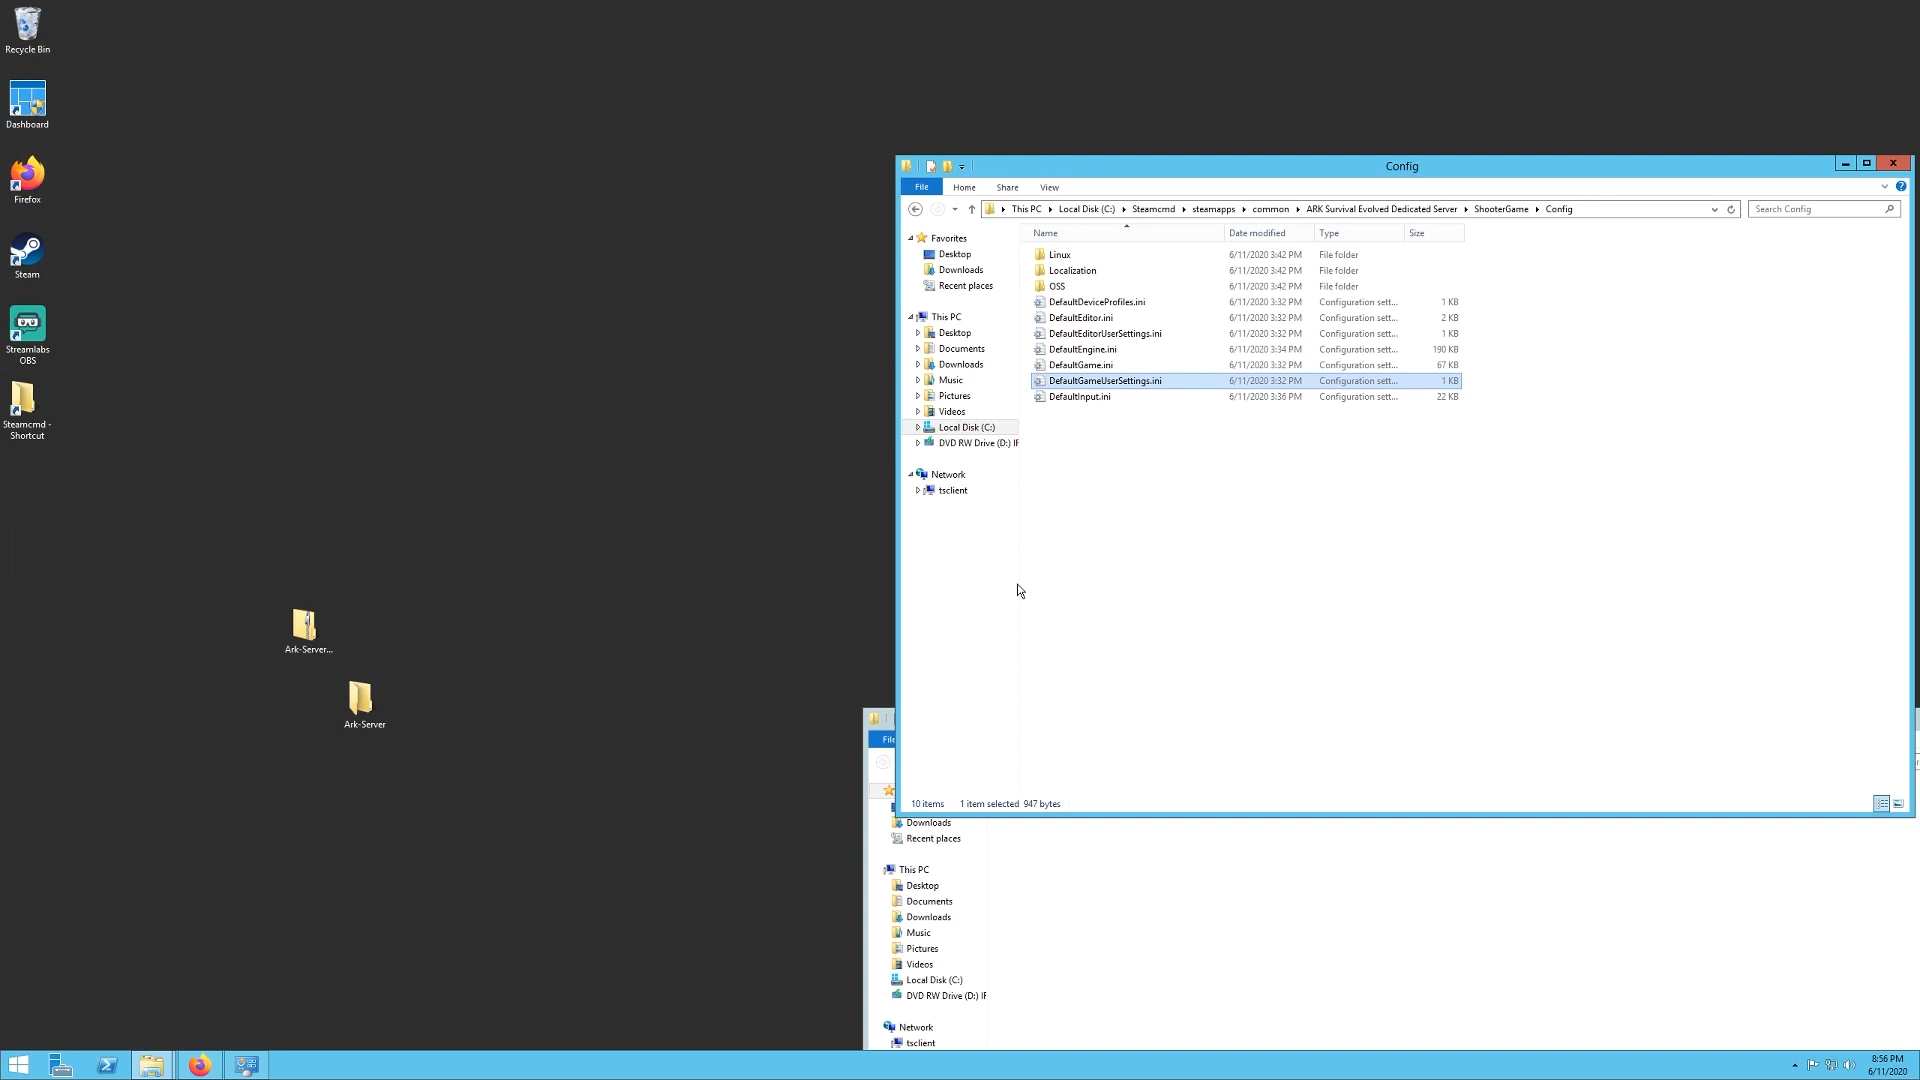 Recycle Bin
Dashboard
Firefox
Steam
Streamlabs
OBS
Steamcmd -
Shortcut
Ark-Server...
Ark-Server
Config
File
Home
Share
View
This PC
Local Disk (C:)
Steamcmd
steamapps
common
ARK Survival Evolved Dedicated Server
ShooterGame
Config
Search Config
Favorites
Desktop
Downloads
Recent places
This PC
Desktop
Documents
Downloads
Music
Pictures
Videos
Local Disk (C:)
DVD RW Drive (D:) IF
Network
tsclient
Name Date modified Type Size
Linux 6/11/2020 3:42 PM File folder
Localization 6/11/2020 3:42 PM File folder
OSS 6/11/2020 3:42 PM File folder
DefaultDeviceProfiles.ini 6/11/2020 3:32 PM Configuration sett... 1 KB
DefaultEditor.ini 6/11/2020 3:32 PM Configuration sett... 2 KB
DefaultEditorUserSettings.ini 6/11/2020 3:32 PM Configuration sett... 1 KB
DefaultEngine.ini 6/11/2020 3:34 PM Configuration sett... 190 KB
DefaultGame.ini 6/11/2020 3:32 PM Configuration sett... 67 KB
DefaultGameUserSettings.ini 6/11/2020 3:32 PM Configuration sett... 1 KB
DefaultInput.ini 6/11/2020 3:36 PM Configuration sett... 22 KB
10 items 1 item selected 947 bytes
File
Downloads
Recent places
This PC
Desktop
Documents
Downloads
Music
Pictures
Videos
Local Disk (C:)
DVD RW Drive (D:) IF
Network
tsclient
8:56 PM
6/11/2020